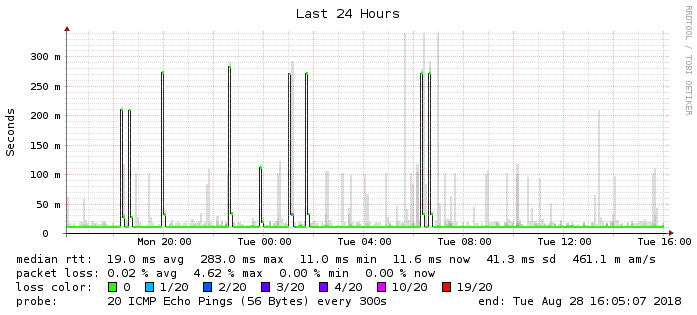 Last 24 Hours
RRDTOOL / TOBI OETIKER
Seconds
300 m
250 m
200 m
150 m
100 m
50 m
0
Mon 20:00 Tue 00:00 Tue 04:00 Tue 08:00 Tue 12:00 Tue 16:00
median rtt: 19.0 ms avg 283.0 ms max 11.0 ms min 11.6 ms now 41.3 ms sd 461.1 m am/s
packet loss: 0.02 % avg 4.62 % max 0.00 % min 0.00 % now
loss color: 0 1/20 2/20 3/20 4/20 10/20 19/20
probe: 20 ICMP Echo Pings (56 Bytes) every 300s end: Tue Aug 28 16:05:07 2018